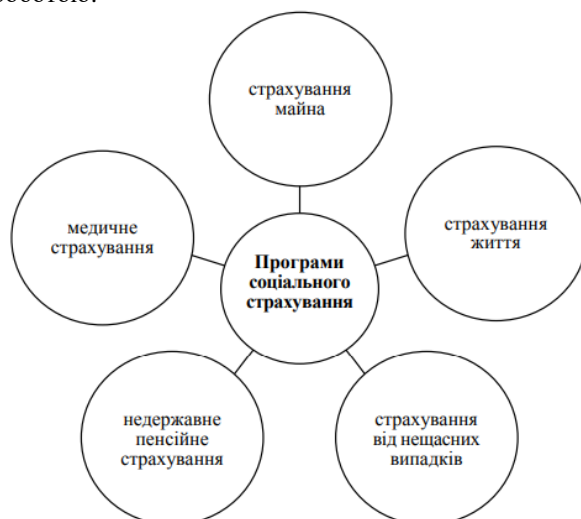 страхування
майна
медичне
страхування
страхування
життя
Програми
соціального
страхування
недержавне
пенсійне
страхування
страхування
від нещасних
випадків